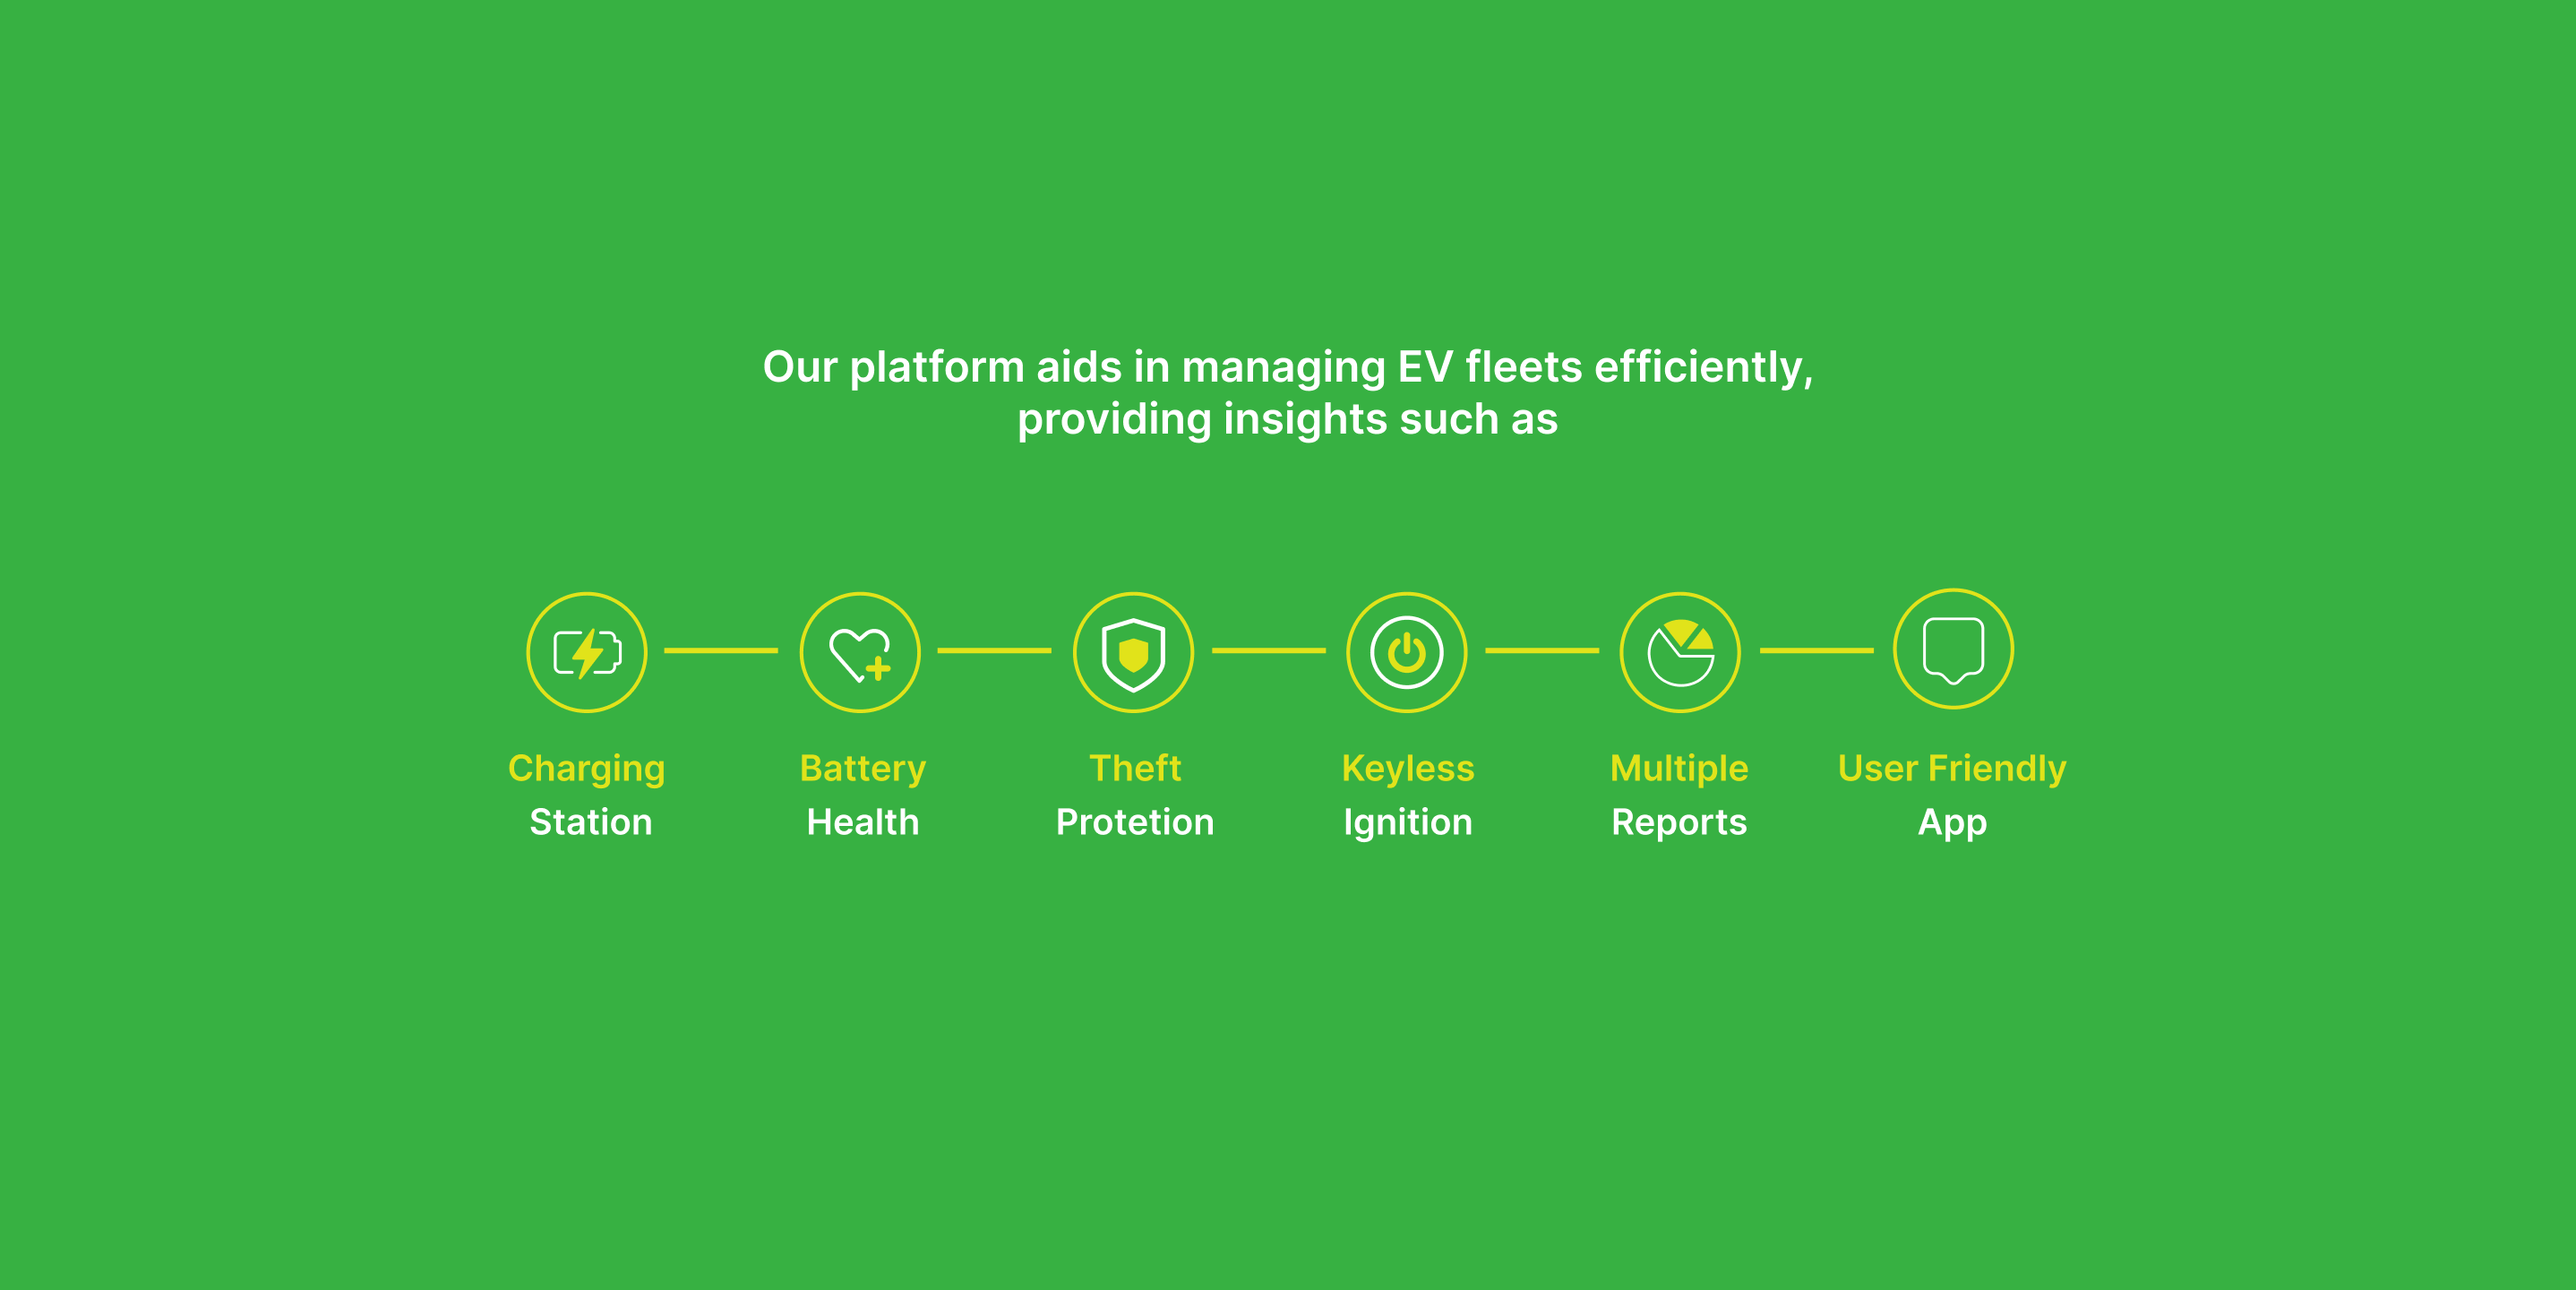 Our platform aids in managing EV fleets efficiently,
providing insights such as
Charging
Station
Battery
Health
Theft
Protetion
Keyless
Ignition
Multiple
Reports
User Friendly
App